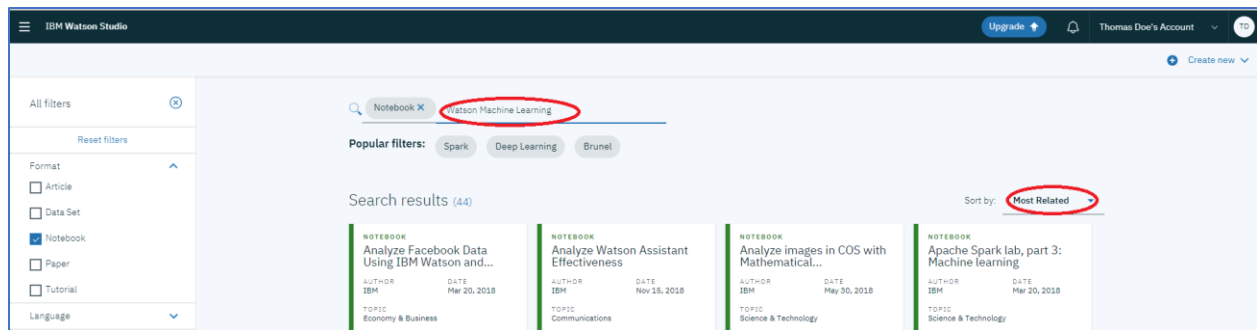 IBM Watson Studio
Upgrade
Thomas Doe's Account
TD
Create new
All filters
Reset filters
Format
Article
Data Set
Notebook
Paper
Tutorial
Language
Notebook
Watson Machine Learning
Popular filters:
Spark
Deep Learning
Brunel
Search results (44)
Sort by:
Most Related
NOTEBOOK
Analyze Facebook Data
Using IBM Watson and...
AUTHOR DATE
IBM Mar 20, 2018
TOPIC
Economy & Business
NOTEBOOK
Analyze Watson Assistant
Effectiveness
AUTHOR DATE
IBM Nov 15, 2018
TOPIC
Communications
NOTEBOOK
Analyze images in COS with
Mathematical...
AUTHOR DATE
IBM May 30, 2018
TOPIC
Science & Technology
NOTEBOOK
Apache Spark lab, part 3:
Machine learning
AUTHOR DATE
IBM Mar 20, 2018
TOPIC
Science & Technology